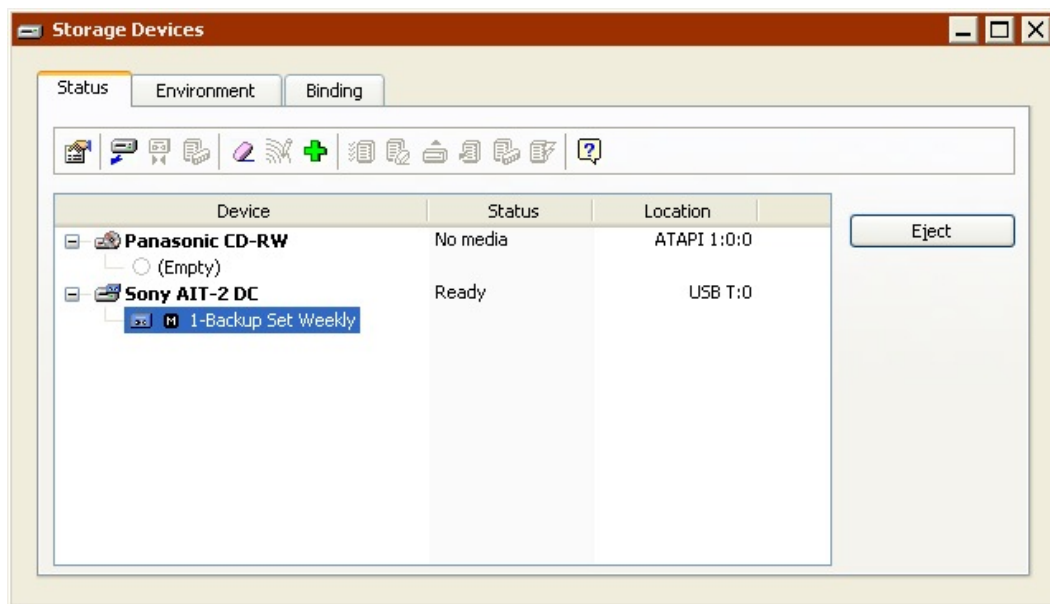 Storage Devices
Status Environment Binding
Device Status Location
Panasonic CD-RW No media ATAPI 1:0:0
(Empty)
Sony AIT-2 DC Ready USB T:0
M 1-Backup Set Weekly
Eject